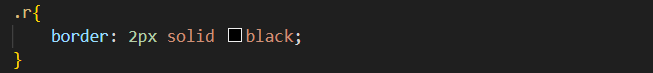 .r{
    border: 2px solid black;
}